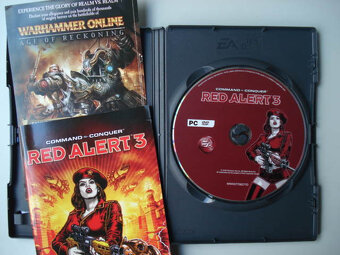 EXPERIENCE THE GLORY OF REALM VS. REALM
WARHAMMER ONLINE
AGE OF RECKONING
COMMAND & CONQUER
RED ALERT 3
EA
COMMAND & CONQUER
RED ALERT 3
PC DVD